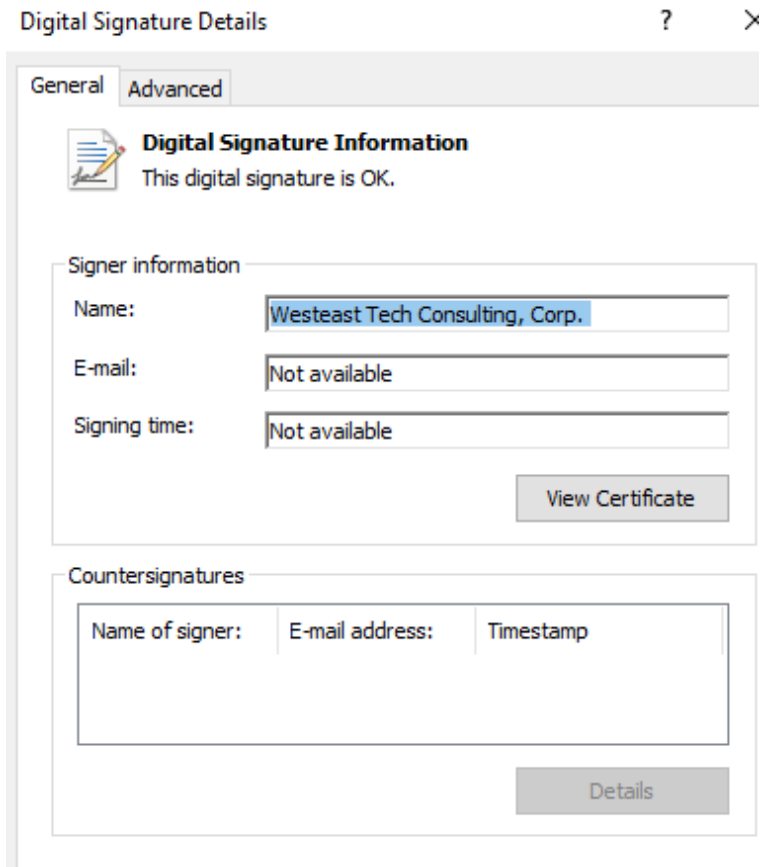 Digital Signature Details ? ×
General Advanced
Digital Signature Information
This digital signature is OK.
Signer information
Name: Westeast Tech Consulting, Corp.
E-mail: Not available
Signing time: Not available
View Certificate
Countersignatures
Name of signer: E-mail address: Timestamp
Details